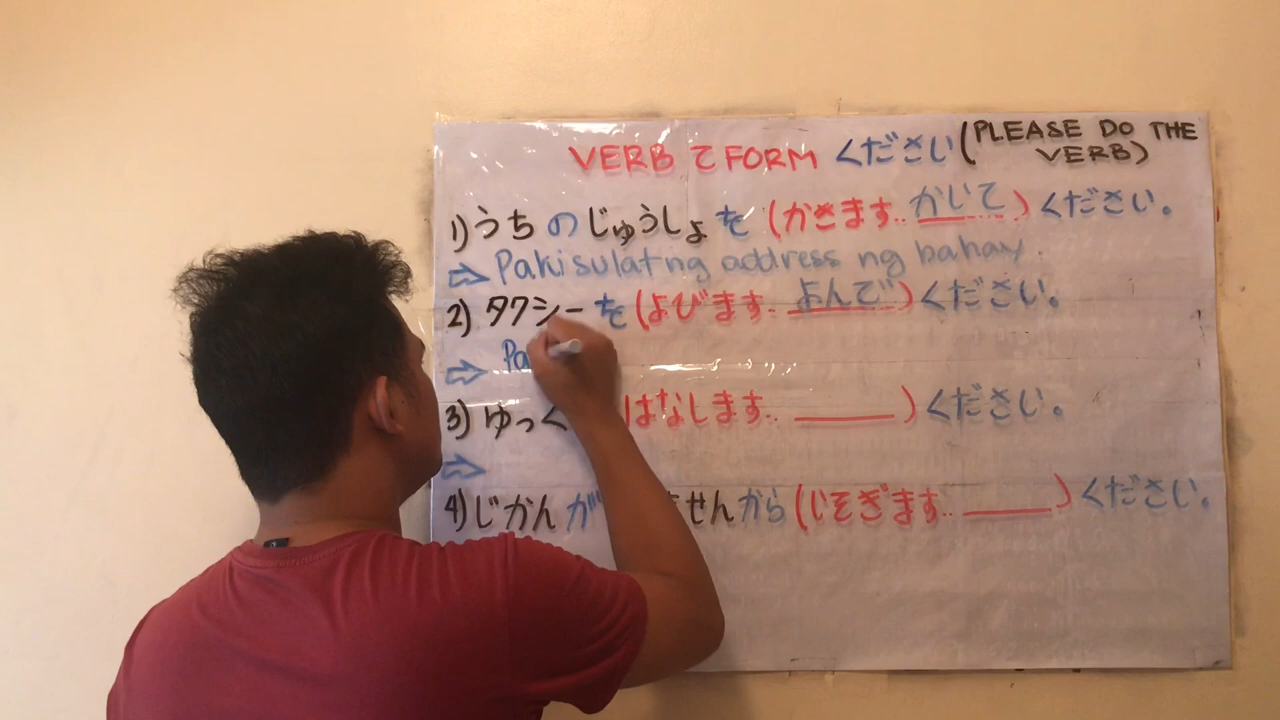 VERB て FORM ください (PLEASE DO THE VERB)
1) うち の じゅうしょ を (かきます.. かいて) ください。
⇨ Pakisulat ng address ng bahay.
2) タクシー を (よびます.. よんで) ください。
⇨ Pa
3) ゆっく はなします.. ______) ください。
⇨
4) じかん が ませんから (いそぎます.. ______) ください。